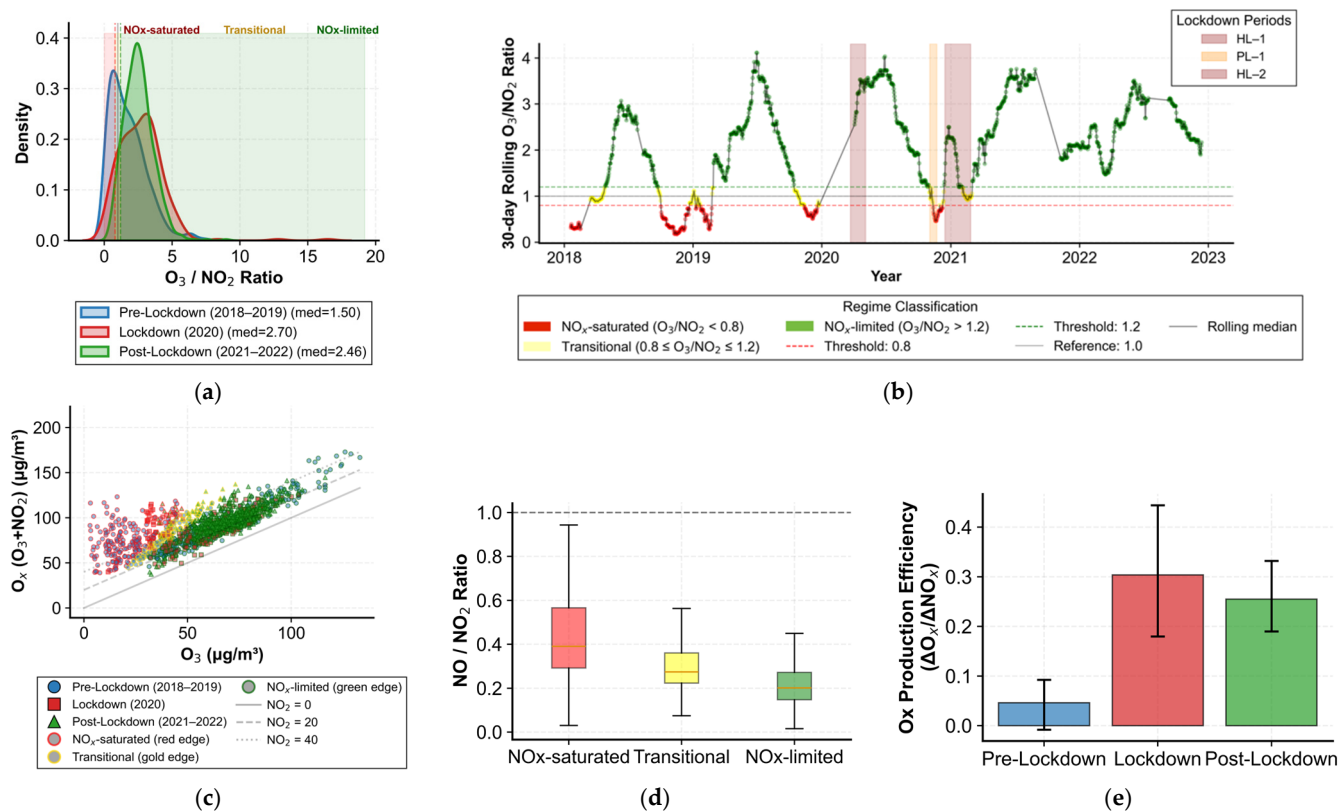 NOx-saturated Transitional NOx-limited
0.4
0.3
0.2
0.1
0.0
Density
0 5 10 15 20
O₃ / NO₂ Ratio
Pre-Lockdown (2018–2019) (med=1.50)
Lockdown (2020) (med=2.70)
Post-Lockdown (2021–2022) (med=2.46)
(a)
Lockdown Periods
HL–1
PL–1
HL–2
30-day Rolling O₃/NO₂ Ratio
4
3
2
1
0
2018 2019 2020 2021 2022 2023
Year
Regime Classification
NOₓ-saturated (O₃/NO₂ < 0.8)
Transitional (0.8 ≤ O₃/NO₂ ≤ 1.2)
NOₓ-limited (O₃/NO₂ > 1.2)
Threshold: 0.8
Threshold: 1.2
Reference: 1.0
Rolling median
(b)
Oₓ (O₃+NO₂) (µg/m³)
200
150
100
50
0
0 50 100
O₃ (µg/m³)
Pre-Lockdown (2018–2019)
Lockdown (2020)
Post-Lockdown (2021–2022)
NOₓ-saturated (red edge)
Transitional (gold edge)
NOₓ-limited (green edge)
NO₂ = 0
NO₂ = 20
NO₂ = 40
(c)
NO / NO₂ Ratio
1.0
0.8
0.6
0.4
0.2
0.0
NOx-saturated Transitional NOx-limited
(d)
Ox Production Efficiency
(ΔOₓ/ΔNOₓ)
0.4
0.3
0.2
0.1
0.0
Pre-Lockdown Lockdown Post-Lockdown
(e)